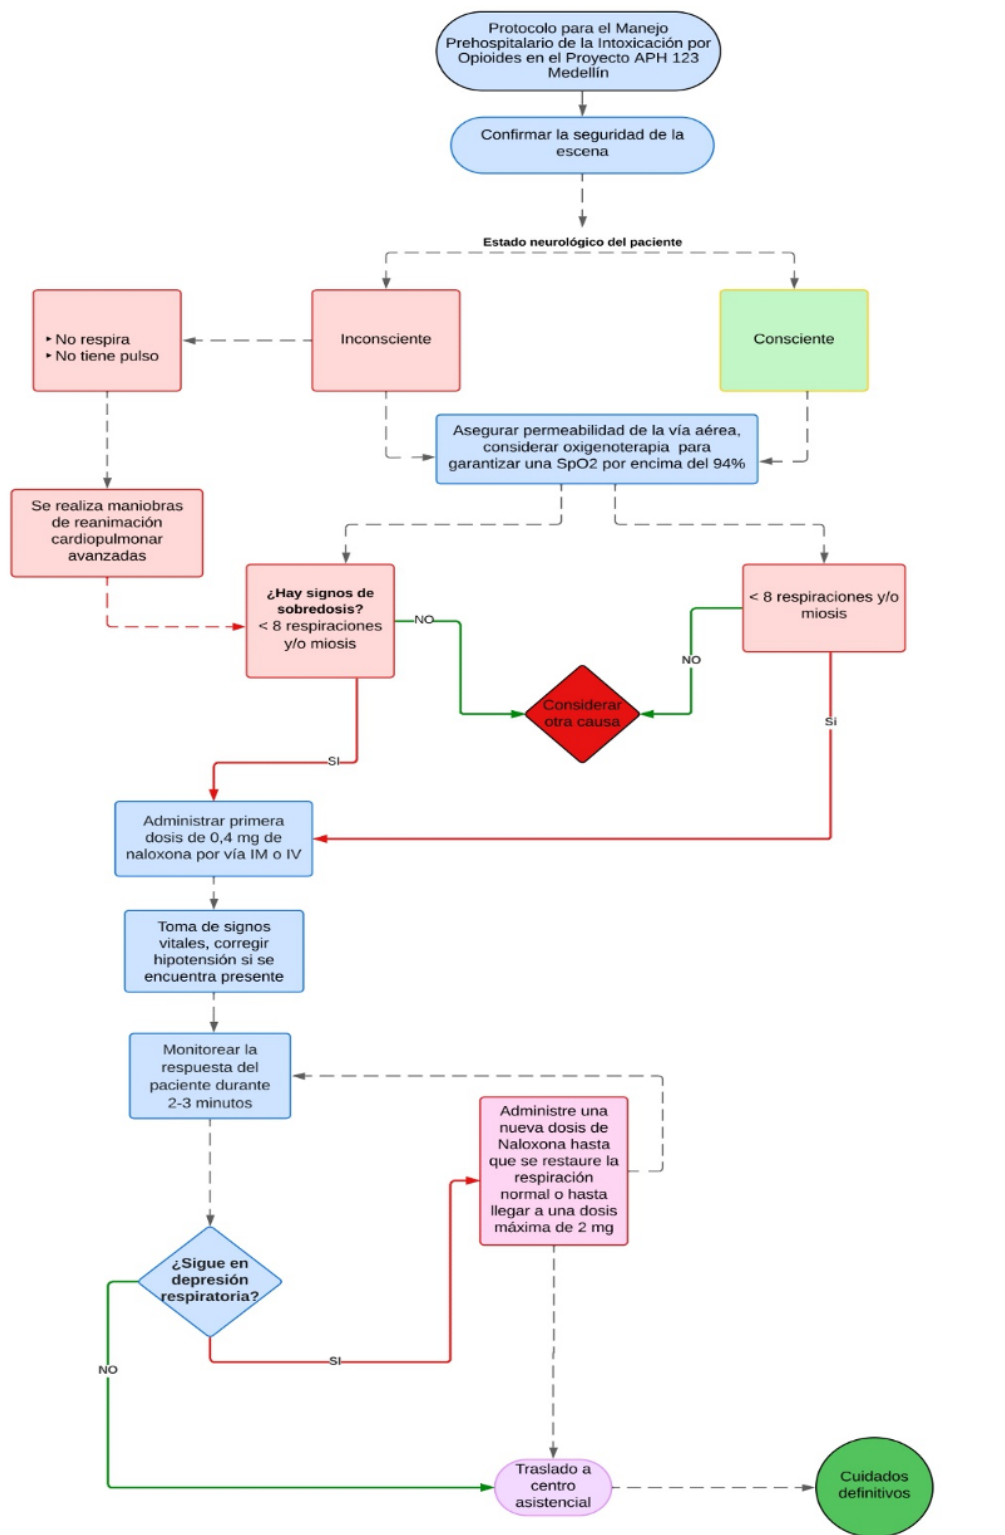 Protocolo para el Manejo
Prehospitalario de la Intoxicación por
Opioides en el Proyecto APH 123
Medellín
Confirmar la seguridad de la
escena
Estado neurológico del paciente
‣ No respira
‣ No tiene pulso
Inconsciente
Consciente
Asegurar permeabilidad de la vía aérea,
considerar oxigenoterapia para
garantizar una SpO2 por encima del 94%
Se realiza maniobras
de reanimación
cardiopulmonar
avanzadas
¿Hay signos de
sobredosis?
< 8 respiraciones
y/o miosis
NO
< 8 respiraciones y/o
miosis
NO
Considerar
otra causa
Si
SI
Administrar primera
dosis de 0,4 mg de
naloxona por vía IM o IV
Toma de signos
vitales, corregir
hipotensión si se
encuentra presente
Monitorear la
respuesta del
paciente durante
2-3 minutos
Administre una
nueva dosis de
Naloxona hasta
que se restaure la
respiración
normal o hasta
llegar a una dosis
máxima de 2 mg
¿Sigue en
depresión
respiratoria?
SI
NO
Traslado a
centro
asistencial
Cuidados
definitivos